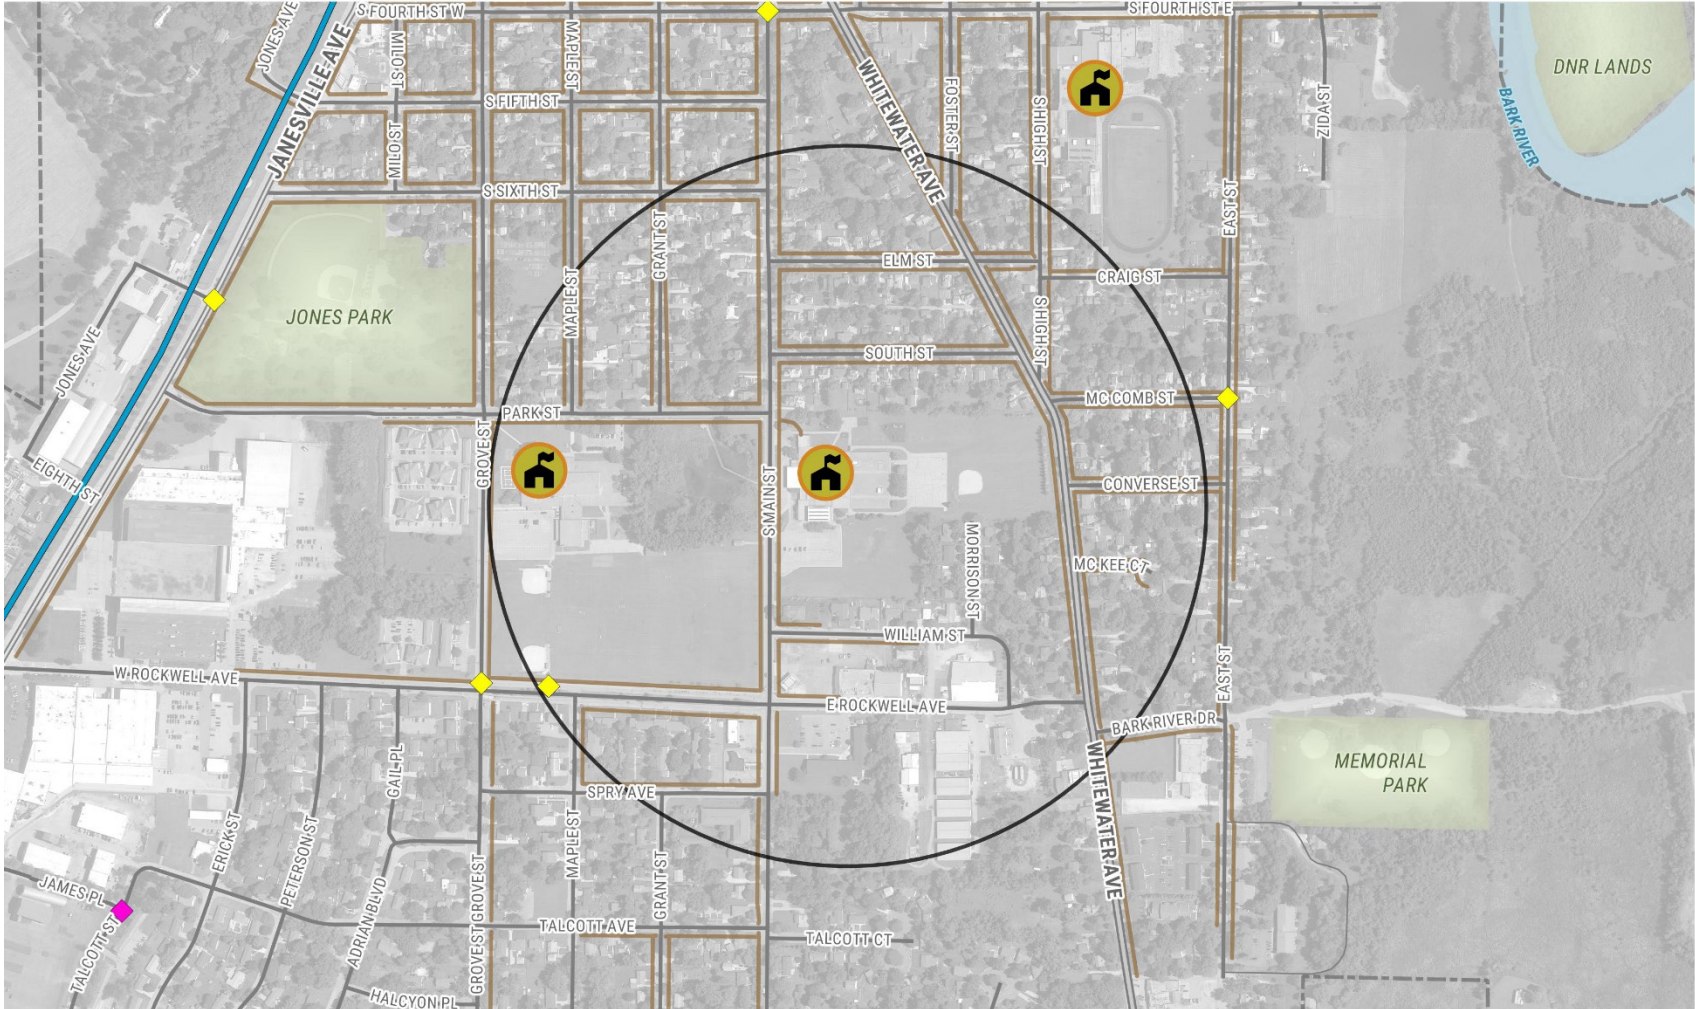 S FOURTH ST W
S FOURTH ST E
JONES AVE
JANESVILLE AVE
MILO ST
MAPLE ST
WHITEWATER AVE
FOSTER ST
S HIGH ST
ZIDA ST
DNR LANDS
BARK RIVER
S FIFTH ST
MILO ST
S SIXTH ST
GRANT ST
EAST ST
ELM ST
CRAIG ST
MAPLE ST
JONES PARK
S HIGH ST
JONES AVE
SOUTH ST
MC COMB ST
PARK ST
GROVE ST
S MAIN ST
EIGHTH ST
CONVERSE ST
MORRISON ST
MC KEE CT
WILLIAM ST
EAST ST
W ROCKWELL AVE
E ROCKWELL AVE
BARK RIVER DR
GAIL PL
WHITEWATER AVE
MEMORIAL
PARK
SPRY AVE
ERICK ST
PETERSON ST
MAPLE ST
GRANT ST
GROVE ST
JAMES PL
TALCOTT ST
ADRIAN BLVD
GROVE ST
TALCOTT AVE
TALCOTT CT
HALCYON PL